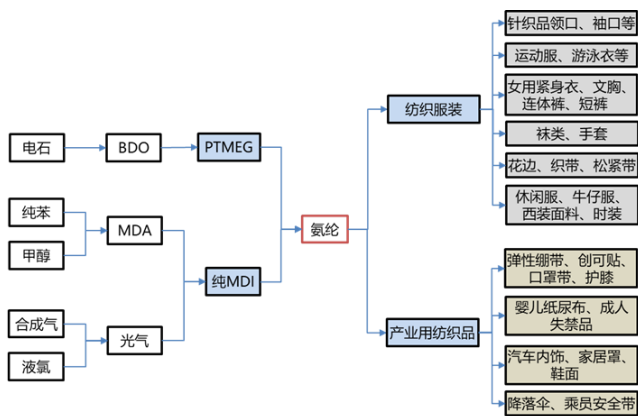 电石
BDO
PTMEG
纯苯
甲醇
MDA
合成气
液氯
光气
纯MDI
氨纶
纺织服装
针织品领口、袖口等
运动服、游泳衣等
女用紧身衣、文胸、
连体裤、短裤
袜类、手套
花边、织带、松紧带
休闲服、牛仔服、
西装面料、时装
产业用纺织品
弹性绷带、创可贴、
口罩带、护膝
婴儿纸尿布、成人
失禁品
汽车内饰、家居罩、
鞋面
降落伞、乘员安全带